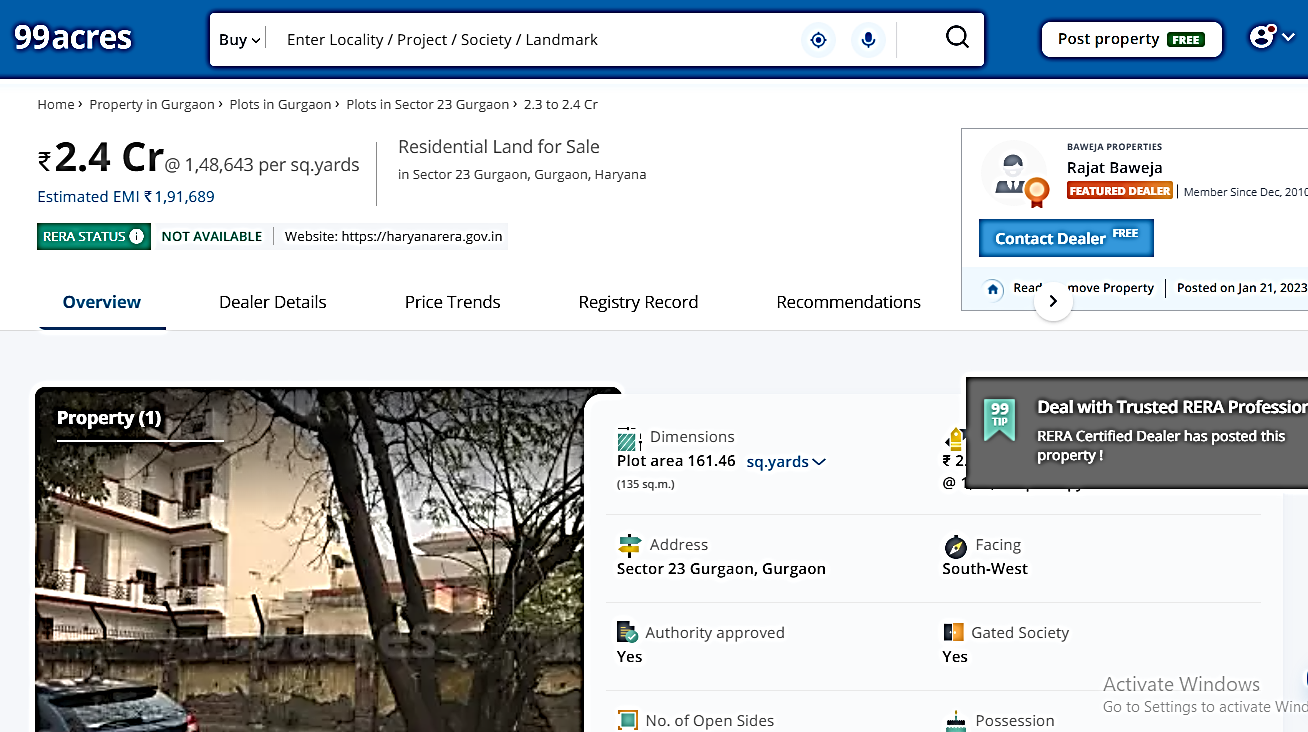 99acres
Buy
Enter Locality / Project / Society / Landmark
Post property FREE
Home › Property in Gurgaon › Plots in Gurgaon › Plots in Sector 23 Gurgaon › 2.3 to 2.4 Cr
₹2.4 Cr @ 1,48,643 per sq.yards
Estimated EMI ₹1,91,689
Residential Land for Sale
in Sector 23 Gurgaon, Gurgaon, Haryana
RERA STATUS i NOT AVAILABLE Website: https://haryanarera.gov.in
BAWEJA PROPERTIES
Rajat Baweja
FEATURED DEALER Member Since Dec, 2010
Contact Dealer FREE
move Property Posted on Jan 21, 2023
Overview Dealer Details Price Trends Registry Record Recommendations
Property (1)
Dimensions
Plot area 161.46 sq.yards
(135 sq.m.)
₹ 2.
@ 1
99 TIP
Deal with Trusted RERA
RERA Certified Dealer has posted this
property !
Address
Sector 23 Gurgaon, Gurgaon
Facing
South-West
Authority approved
Yes
Gated Society
Yes
No. of Open Sides
Possession
Activate Windows
Go to Settings to activate